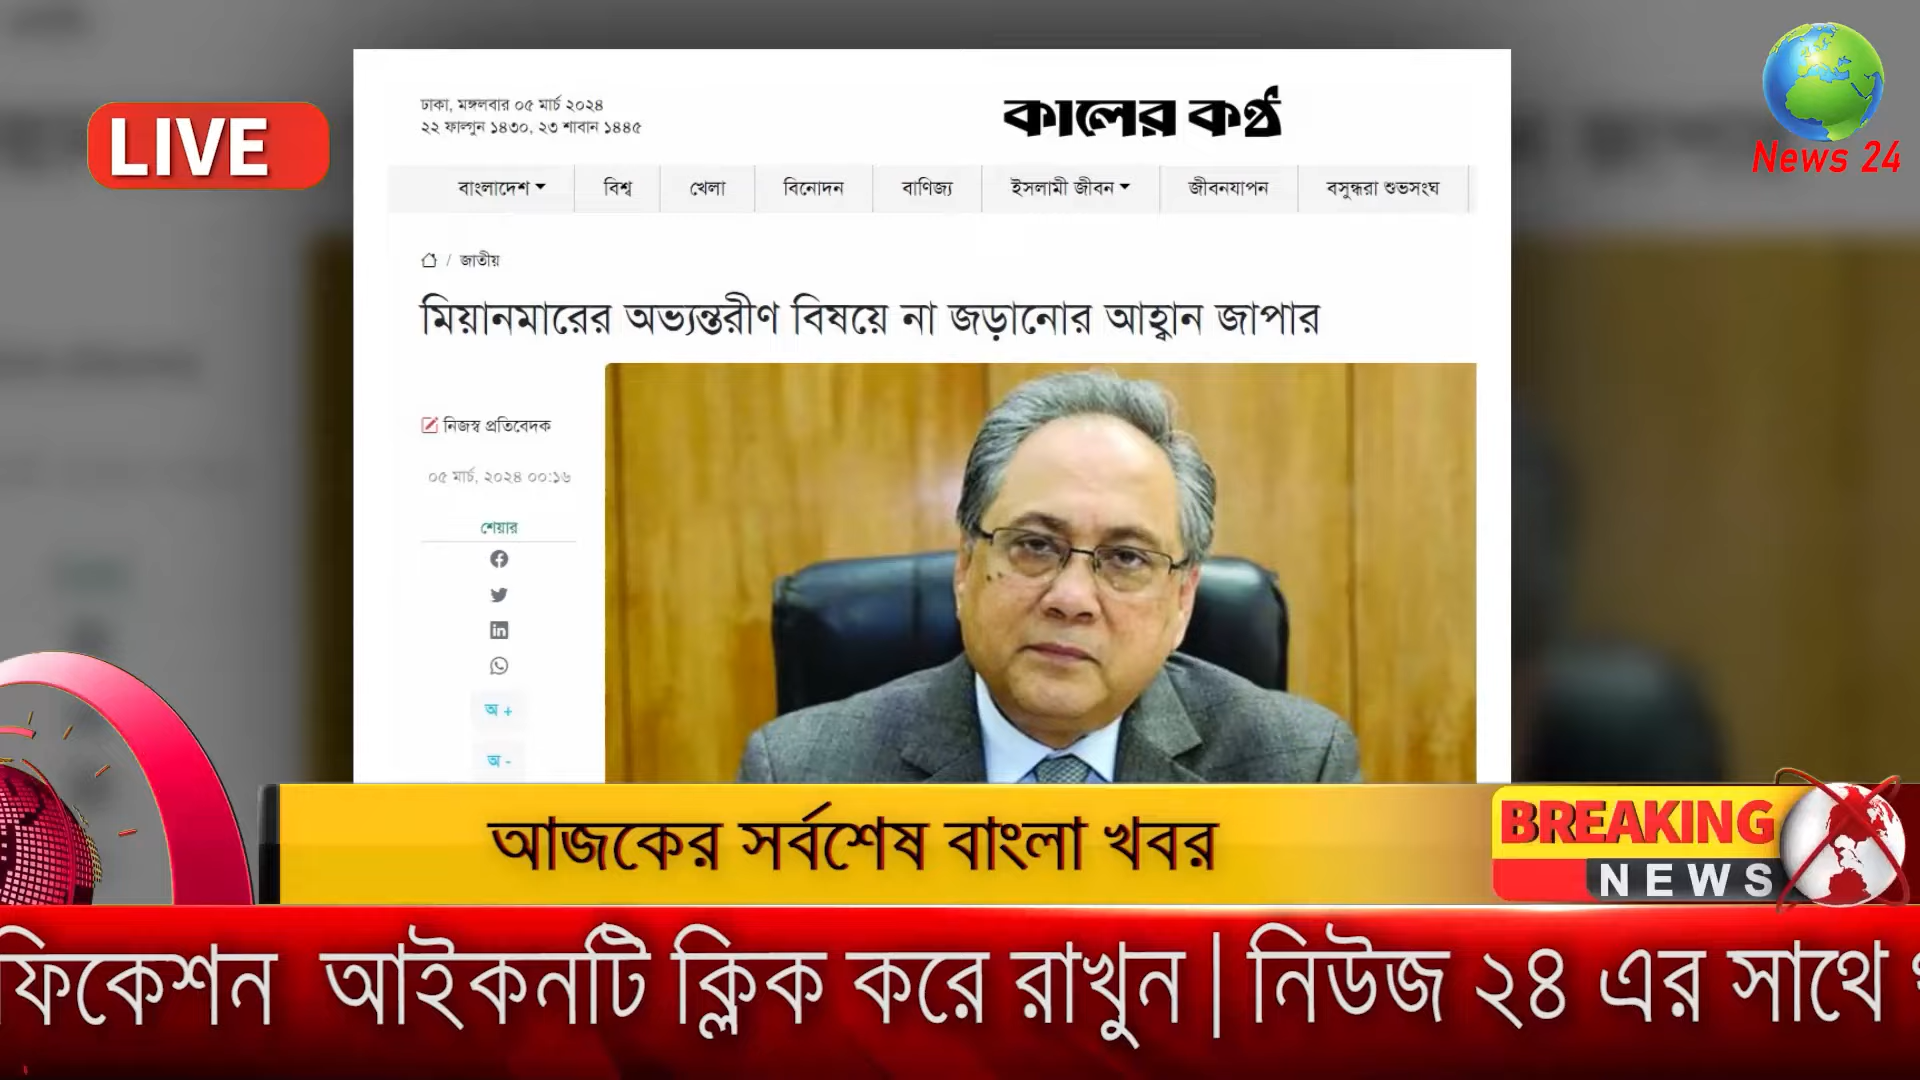 LIVE
ঢাকা, মঙ্গলবার ০৫ মার্চ ২০২৪
২২ ফাল্গুন ১৪৩০, ২৩ শাবান ১৪৪৫
কালের কণ্ঠ
News 24
বাংলাদেশ বিশ্ব খেলা বিনোদন বাণিজ্য ইসলামী জীবন জীবনযাপন বসুন্ধরা শুভসংঘ
/ জাতীয়
মিয়ানমারের অভ্যন্তরীণ বিষয়ে না জড়ানোর আহ্বান জাপার
নিজস্ব প্রতিবেদক
০৫ মার্চ, ২০২৪ ০০:১৬
শেয়ার
অ +
অ -
আজকের সর্বশেষ বাংলা খবর
BREAKING
NEWS
ফিকেশন আইকনটি ক্লিক করে রাখুন | নিউজ ২৪ এর সাথে